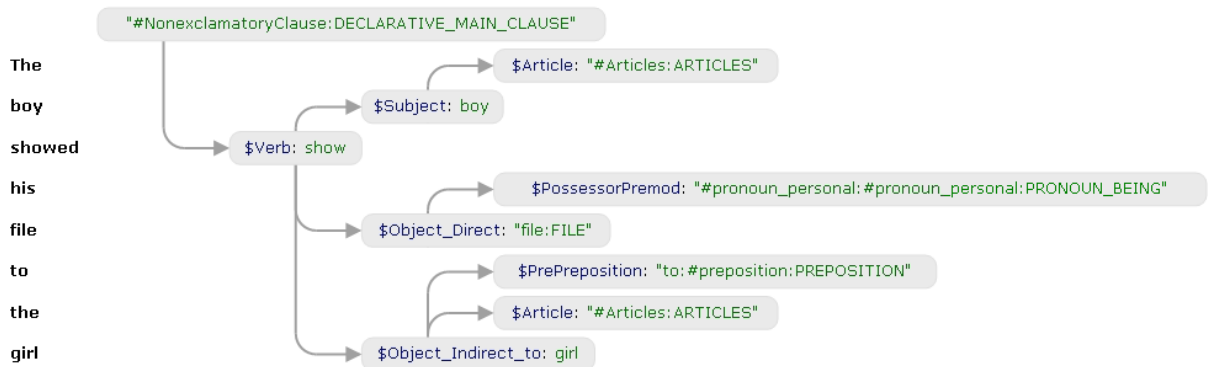 "#NonexclamatoryClause:DECLARATIVE_MAIN_CLAUSE"
The $Article: "#Articles:ARTICLES"
boy $Subject: boy
showed $Verb: show
his $PossessorPremod: "#pronoun_personal:#pronoun_personal:PRONOUN_BEING"
file $Object_Direct: "file:FILE"
to $PrePreposition: "to:#preposition:PREPOSITION"
the $Article: "#Articles:ARTICLES"
girl $Object_Indirect_to: girl